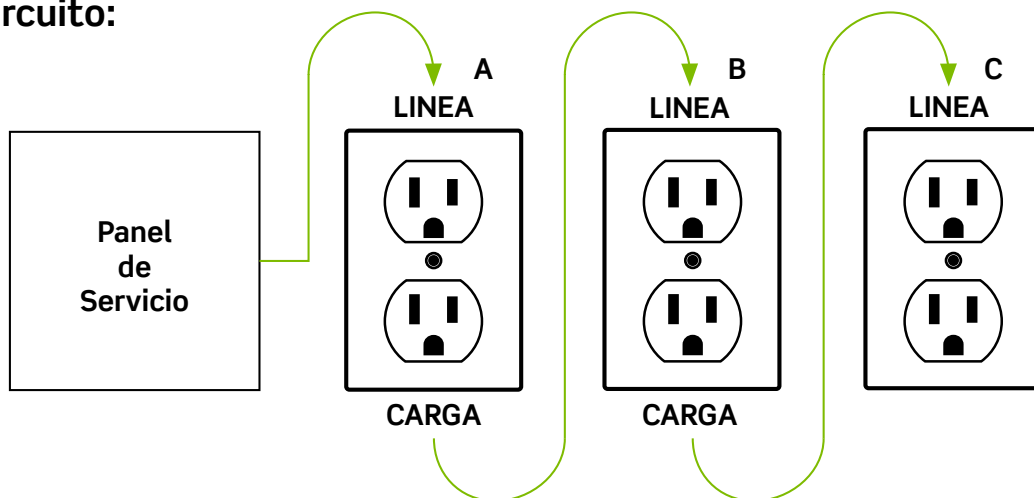 rcuito:
A
B
C
LINEA
LINEA
LINEA
Panel
de
Servicio
CARGA
CARGA